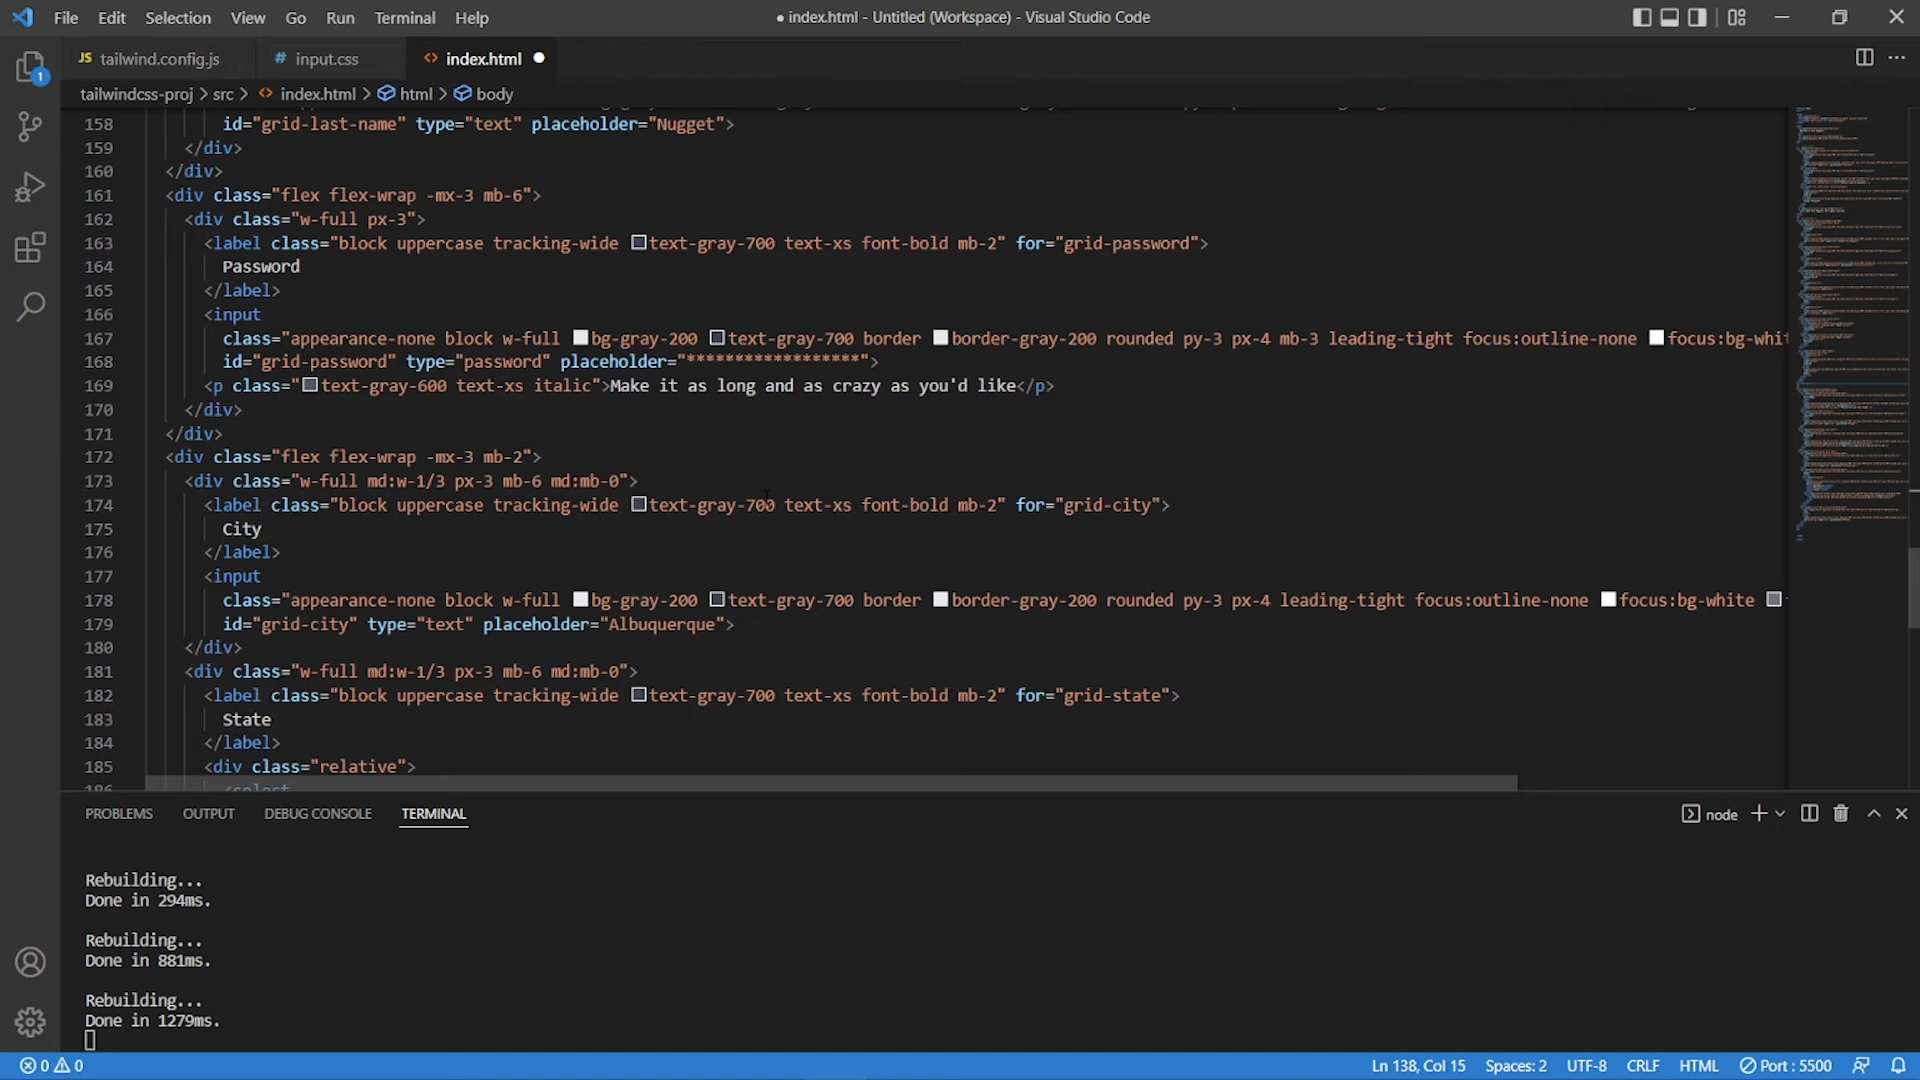 File Edit Selection View Go Run Terminal Help
● index.html - Untitled (Workspace) - Visual Studio Code
JS tailwind.config.js
# input.css
<> index.html ●
tailwindcss-proj > src > <> index.html > html > body
1
158 id="grid-last-name" type="text" placeholder="Nugget">
159 </div>
160 </div>
161 <div class="flex flex-wrap -mx-3 mb-6">
162 <div class="w-full px-3">
163 <label class="block uppercase tracking-wide text-gray-700 text-xs font-bold mb-2" for="grid-password">
164 Password
165 </label>
166 <input
167 class="appearance-none block w-full bg-gray-200 text-gray-700 border border-gray-200 rounded py-3 px-4 mb-3 leading-tight focus:outline-none focus:bg-whit
168 id="grid-password" type="password" placeholder="******************">
169 <p class="text-gray-600 text-xs italic">Make it as long and as crazy as you'd like</p>
170 </div>
171 </div>
172 <div class="flex flex-wrap -mx-3 mb-2">
173 <div class="w-full md:w-1/3 px-3 mb-6 md:mb-0">
174 <label class="block uppercase tracking-wide text-gray-700 text-xs font-bold mb-2" for="grid-city">
175 City
176 </label>
177 <input
178 class="appearance-none block w-full bg-gray-200 text-gray-700 border border-gray-200 rounded py-3 px-4 leading-tight focus:outline-none focus:bg-white
179 id="grid-city" type="text" placeholder="Albuquerque">
180 </div>
181 <div class="w-full md:w-1/3 px-3 mb-6 md:mb-0">
182 <label class="block uppercase tracking-wide text-gray-700 text-xs font-bold mb-2" for="grid-state">
183 State
184 </label>
185 <div class="relative">
186 <select
PROBLEMS OUTPUT DEBUG CONSOLE TERMINAL
node
Rebuilding...
Done in 294ms.
Rebuilding...
Done in 881ms.
Rebuilding...
Done in 1279ms.
0 0
Ln 138, Col 15 Spaces: 2 UTF-8 CRLF HTML Port : 5500